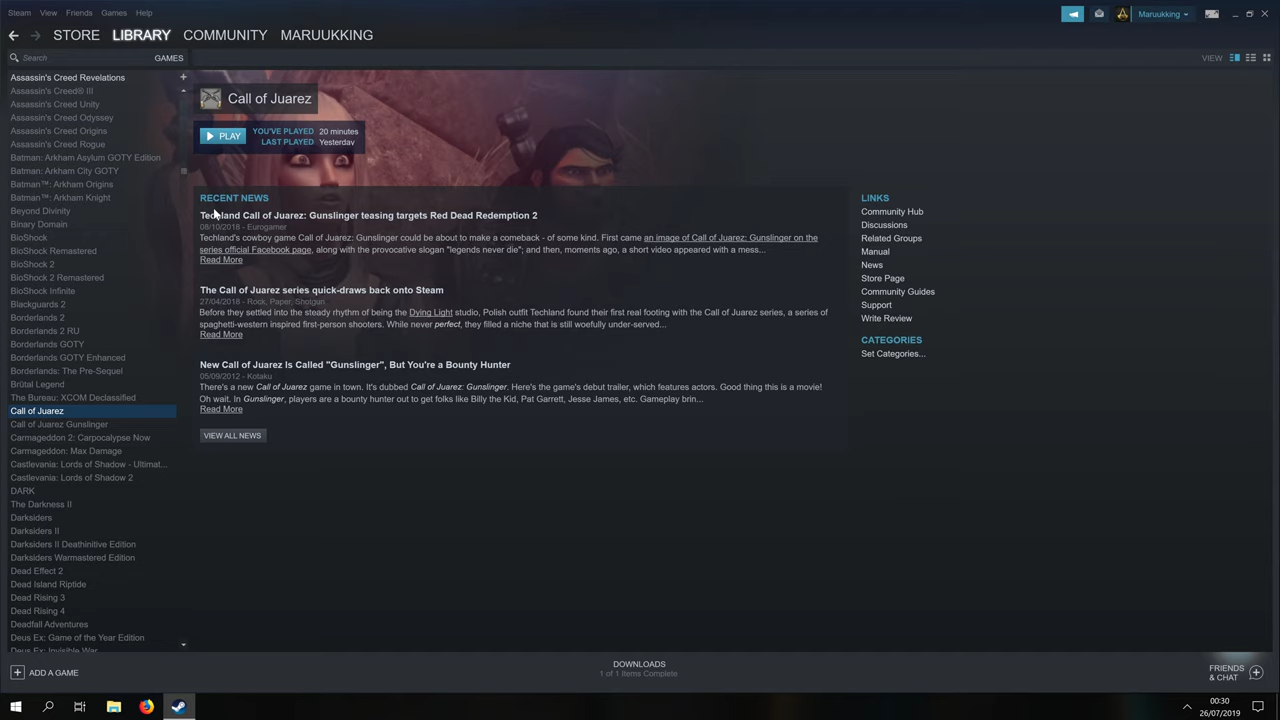 Steam View Friends Games Help
Maruukking
STORE LIBRARY COMMUNITY MARUUKKING
Search GAMES
VIEW
Assassin's Creed Revelations
Assassin's Creed® III
Assassin's Creed Unity
Assassin's Creed Odyssey
Assassin's Creed Origins
Assassin's Creed Rogue
Batman: Arkham Asylum GOTY Edition
Batman: Arkham City GOTY
Batman™: Arkham Origins
Batman™: Arkham Knight
Beyond Divinity
Binary Domain
BioShock
BioShock Remastered
BioShock 2
BioShock 2 Remastered
BioShock Infinite
Blackguards 2
Borderlands 2
Borderlands 2 RU
Borderlands GOTY
Borderlands GOTY Enhanced
Borderlands: The Pre-Sequel
Brütal Legend
The Bureau: XCOM Declassified
Call of Juarez
Call of Juarez Gunslinger
Carmageddon 2: Carpocalypse Now
Carmageddon: Max Damage
Castlevania: Lords of Shadow - Ultimat...
Castlevania: Lords of Shadow 2
DARK
The Darkness II
Darksiders
Darksiders II
Darksiders II Deathinitive Edition
Darksiders Warmastered Edition
Dead Effect 2
Dead Island Riptide
Dead Rising 3
Dead Rising 4
Deadfall Adventures
Deus Ex: Game of the Year Edition
Deus Ex: Invisible War
Call of Juarez
PLAY
YOU'VE PLAYED 20 minutes
LAST PLAYED Yesterday
RECENT NEWS
Techland Call of Juarez: Gunslinger teasing targets Red Dead Redemption 2
08/10/2018 - Eurogamer
Techland's cowboy game Call of Juarez: Gunslinger could be about to make a comeback - of some kind. First came an image of Call of Juarez: Gunslinger on the
series official Facebook page, along with the provocative slogan "legends never die"; and then, moments ago, a short video appeared with a mess...
Read More
The Call of Juarez series quick-draws back onto Steam
27/04/2018 - Rock, Paper, Shotgun
Before they settled into the steady rhythm of being the Dying Light studio, Polish outfit Techland found their first real footing with the Call of Juarez series, a series of
spaghetti-western inspired first-person shooters. While never perfect, they filled a niche that is still woefully under-served...
Read More
New Call of Juarez Is Called "Gunslinger", But You're a Bounty Hunter
05/09/2012 - Kotaku
There's a new Call of Juarez game in town. It's dubbed Call of Juarez: Gunslinger. Here's the game's debut trailer, which features actors. Good thing this is a movie!
Oh wait. In Gunslinger, players are a bounty hunter out to get folks like Billy the Kid, Pat Garrett, Jesse James, etc. Gameplay brin...
Read More
VIEW ALL NEWS
LINKS
Community Hub
Discussions
Related Groups
Manual
News
Store Page
Community Guides
Support
Write Review
CATEGORIES
Set Categories...
ADD A GAME
DOWNLOADS
1 of 1 Items Complete
FRIENDS
& CHAT
00:30
26/07/2019